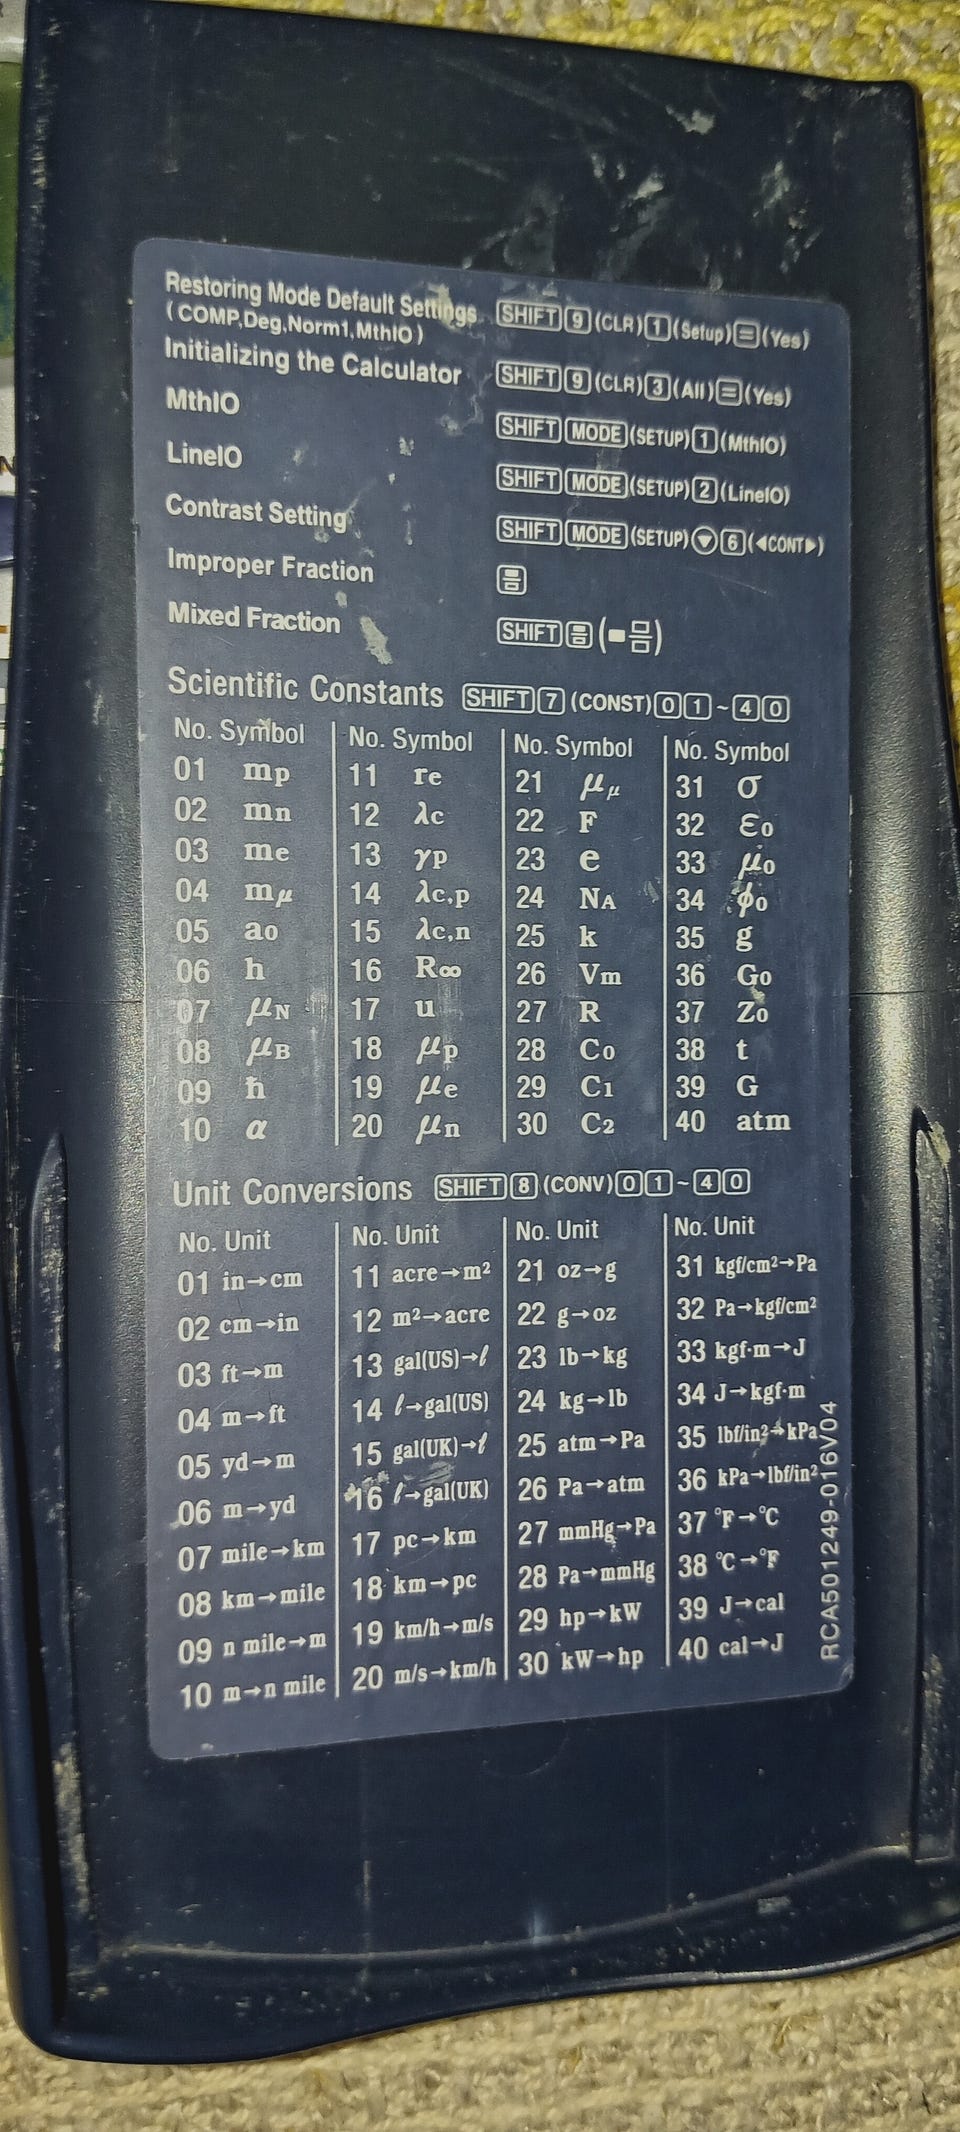 Restoring Mode Default Settings SHIFT 9 (CLR) 1 (Setup) = (Yes)
(COMP,Deg,Norm1,MthIO)
Initializing the Calculator SHIFT 9 (CLR) 3 (All) = (Yes)
MthIO SHIFT MODE (SETUP) 1 (MthIO)
LineIO SHIFT MODE (SETUP) 2 (LineIO)
Contrast Setting SHIFT MODE (SETUP) ▼ 6 (◀CONT▶)
Improper Fraction
Mixed Fraction SHIFT
Scientific Constants SHIFT 7 (CONST) 0 1 ~ 4 0
No. Symbol No. Symbol No. Symbol No. Symbol
01 mp 11 re 21 μμ 31 σ
02 mn 12 λc 22 F 32 ε0
03 me 13 γp 23 e 33 μ0
04 mμ 14 λc,p 24 NA 34 ϕ0
05 a0 15 λc,n 25 k 35 g
06 h 16 R∞ 26 Vm 36 G0
07 μN 17 u 27 R 37 Z0
08 μB 18 μp 28 C0 38 t
09 ħ 19 μe 29 C1 39 G
10 α 20 μn 30 C2 40 atm
Unit Conversions SHIFT 8 (CONV) 0 1 ~ 4 0
No. Unit No. Unit No. Unit No. Unit
01 in→cm 11 acre→m² 21 oz→g 31 kgf/cm²→Pa
02 cm→in 12 m²→acre 22 g→oz 32 Pa→kgf/cm²
03 ft→m 13 gal(US)→ℓ 23 lb→kg 33 kgf·m→J
04 m→ft 14 ℓ→gal(US) 24 kg→lb 34 J→kgf·m
05 yd→m 15 gal(UK)→ℓ 25 atm→Pa 35 lbf/in²→kPa
06 m→yd 16 ℓ→gal(UK) 26 Pa→atm 36 kPa→lbf/in²
07 mile→km 17 pc→km 27 mmHg→Pa 37 °F→°C
08 km→mile 18 km→pc 28 Pa→mmHg 38 °C→°F
09 n mile→m 19 km/h→m/s 29 hp→kW 39 J→cal
10 m→n mile 20 m/s→km/h 30 kW→hp 40 cal→J
RCA501249-016V04